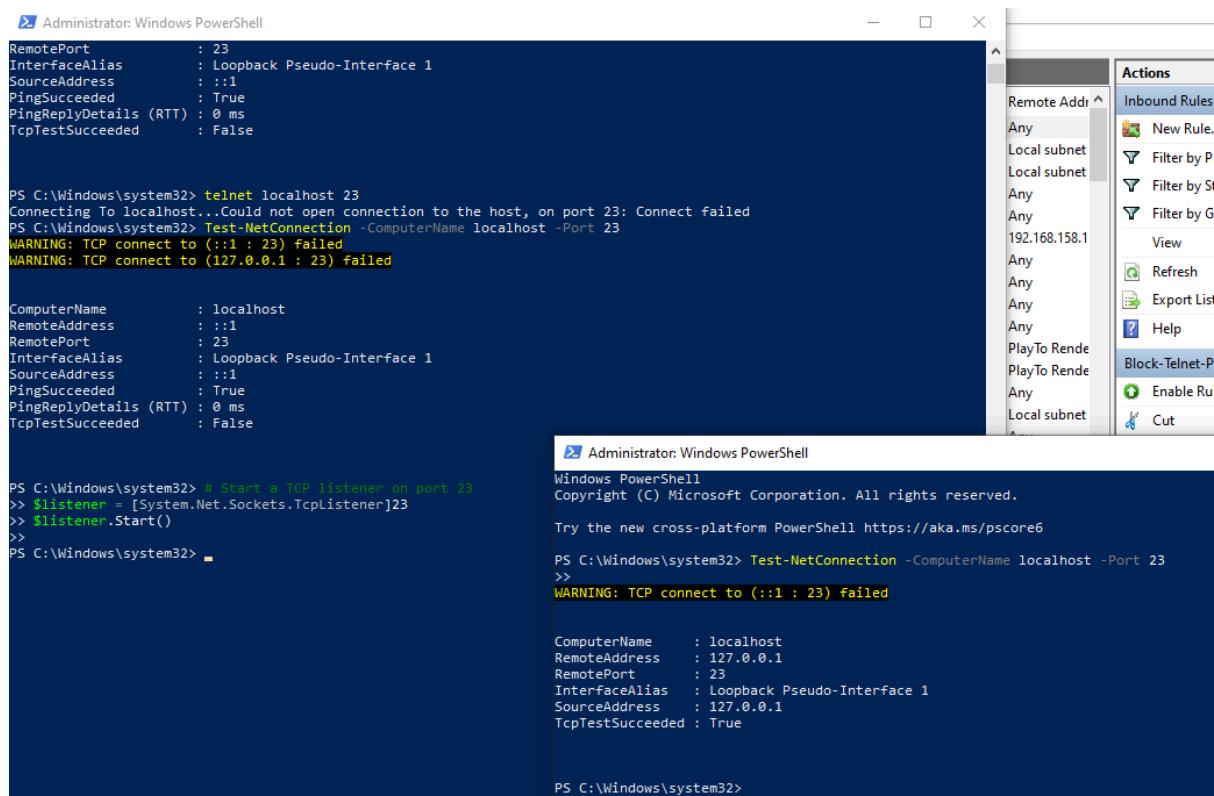 Administrator: Windows PowerShell
RemotePort : 23
InterfaceAlias : Loopback Pseudo-Interface 1
SourceAddress : ::1
PingSucceeded : True
PingReplyDetails (RTT) : 0 ms
TcpTestSucceeded : False
PS C:\Windows\system32> telnet localhost 23
Connecting To localhost...Could not open connection to the host, on port 23: Connect failed
PS C:\Windows\system32> Test-NetConnection -ComputerName localhost -Port 23
WARNING: TCP connect to (::1 : 23) failed
WARNING: TCP connect to (127.0.0.1 : 23) failed
ComputerName : localhost
RemoteAddress : ::1
RemotePort : 23
InterfaceAlias : Loopback Pseudo-Interface 1
SourceAddress : ::1
PingSucceeded : True
PingReplyDetails (RTT) : 0 ms
TcpTestSucceeded : False
PS C:\Windows\system32> # Start a TCP listener on port 23
>> $listener = [System.Net.Sockets.TcpListener]23
>> $listener.Start()
>>
PS C:\Windows\system32>
Remote Addr
Any
Local subnet
Local subnet
Any
Any
192.168.158.1
Any
Any
Any
Any
PlayTo Rende
PlayTo Rende
Any
Local subnet
Actions
Inbound Rules
New Rule.
Filter by P
Filter by St
Filter by G
View
Refresh
Export List
Help
Block-Telnet-P
Enable Ru
Cut
Administrator: Windows PowerShell
Windows PowerShell
Copyright (C) Microsoft Corporation. All rights reserved.
Try the new cross-platform PowerShell https://aka.ms/pscore6
PS C:\Windows\system32> Test-NetConnection -ComputerName localhost -Port 23
>>
WARNING: TCP connect to (::1 : 23) failed
ComputerName : localhost
RemoteAddress : 127.0.0.1
RemotePort : 23
InterfaceAlias : Loopback Pseudo-Interface 1
SourceAddress : 127.0.0.1
TcpTestSucceeded : True
PS C:\Windows\system32>